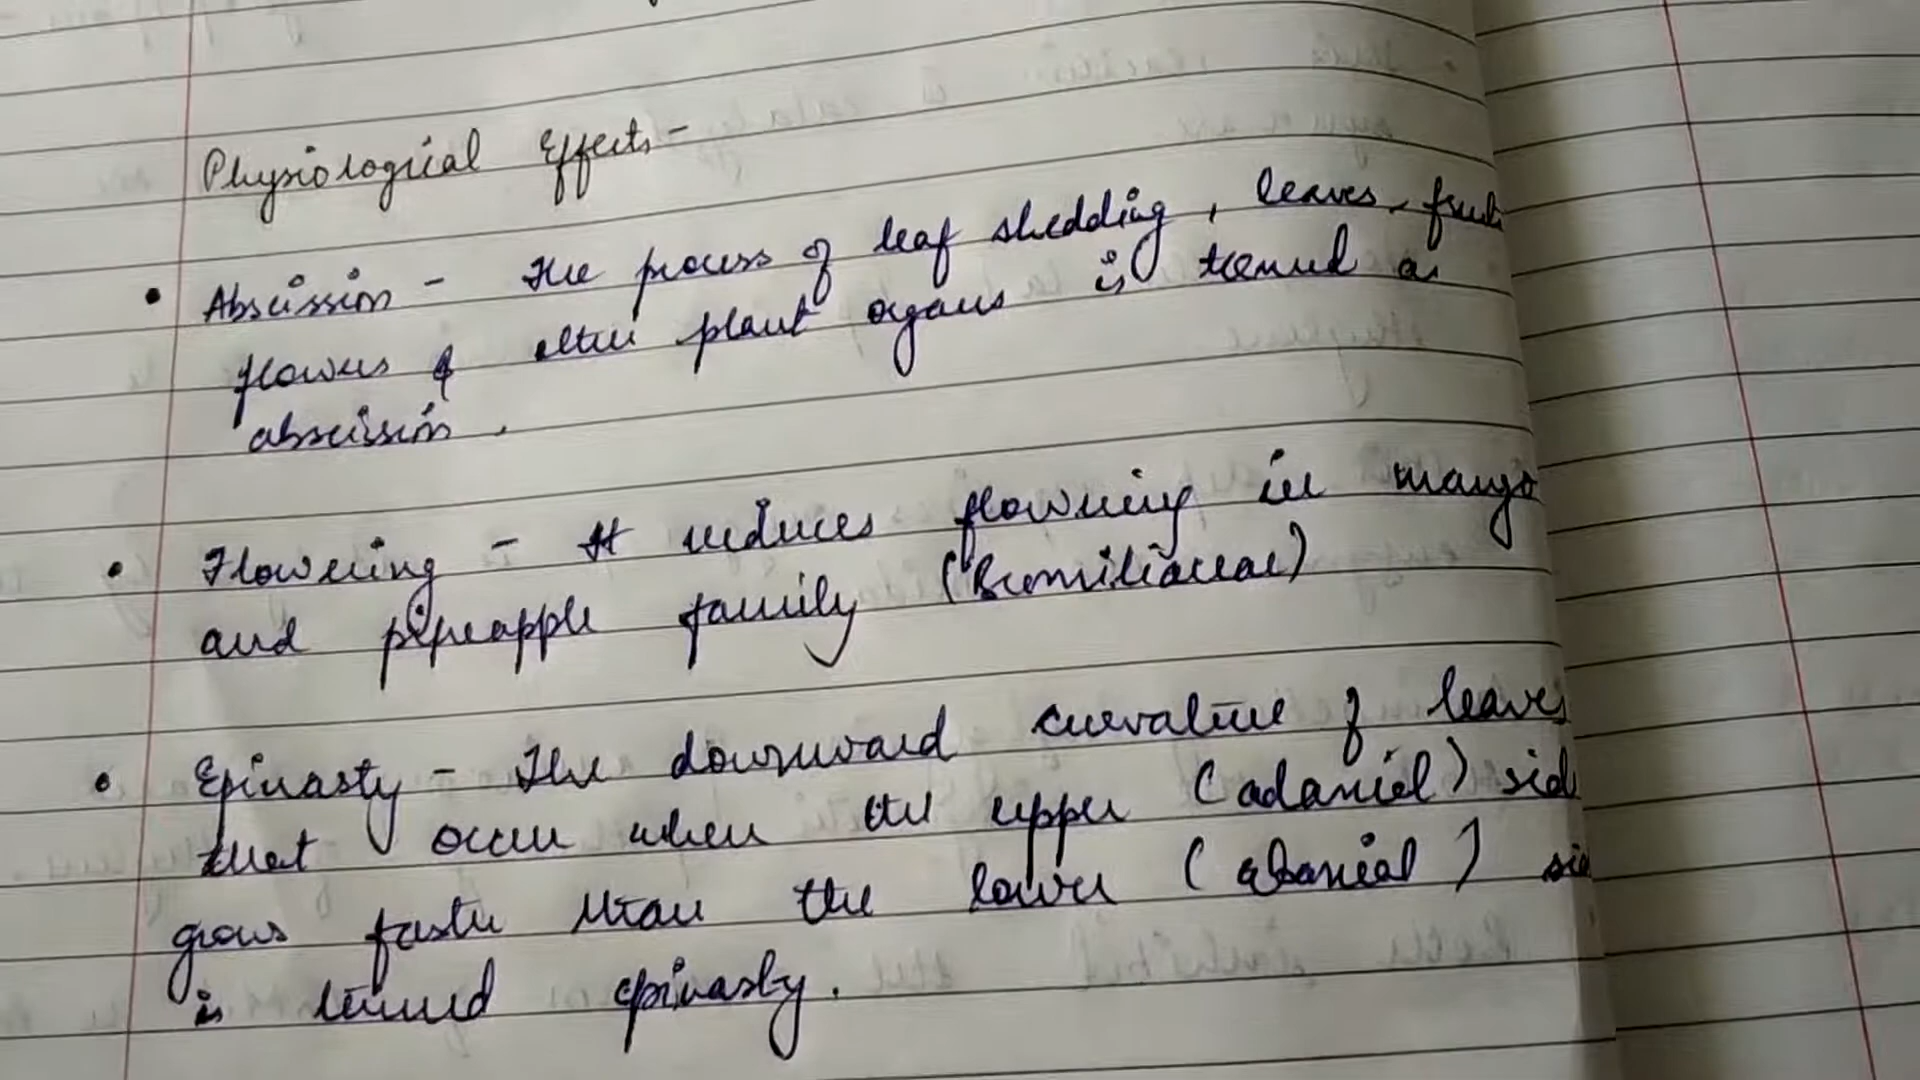 Physiological Effects-
• Abscission - The process of leaf shedding, leaves, fruits
flowers & other plant organs is termed as
abscission.
• Flowering - It reduces flowering in mango
and pineapple family (Bromiliaceae)
• Epinasty - The downward curvature of leaves
that occur when the upper (adaxial) side
grows faster than the lower (abaxial) side
is termed epinasty.